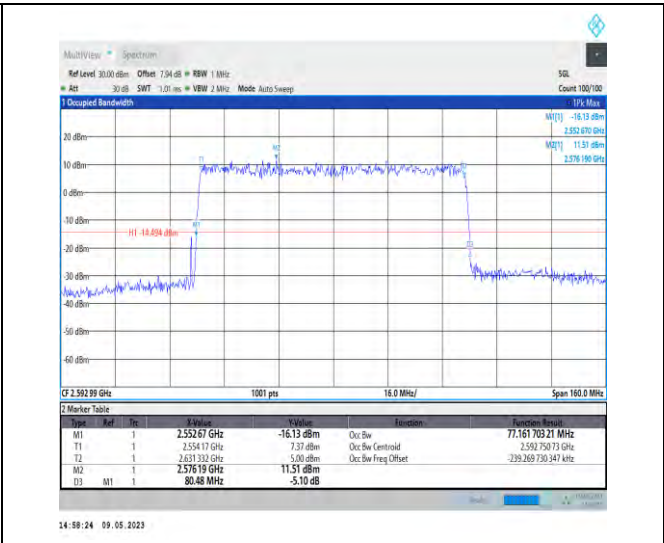 MultiView Spectrum
Ref Level 30.00 dBm Offset 7.94 dB RBW 1 MHz SGL
Att 30 dB SWT 1.01 ms VBW 2 MHz Mode Auto Sweep Count 100/100
1 Occupied Bandwidth 1Pk Max
M1[1] -16.13 dBm
2.552 670 GHz
M2[1] 11.51 dBm
2.576 190 GHz
20 dBm
M2
T1
10 dBm
0 dBm
-10 dBm
M1
H1 -14.494 dBm
-20 dBm
D3
-30 dBm
-40 dBm
-50 dBm
-60 dBm
CF 2.592 99 GHz 1001 pts 16.0 MHz/ Span 160.0 MHz
2 Marker Table
Type Ref Trc X-Value Y-Value Function Function Result
M1 1 2.552 67 GHz -16.13 dBm Occ Bw 77.161 703 21 MHz
T1 1 2.554 17 GHz 7.37 dBm Occ Bw Centroid 2.592 750 73 GHz
T2 1 2.631 332 GHz 5.00 dBm Occ Bw Freq Offset -239.269 730 347 kHz
M2 1 2.576 19 GHz 11.51 dBm
D3 M1 1 80.48 MHz -5.10 dB
14:58:24 09.05.2023